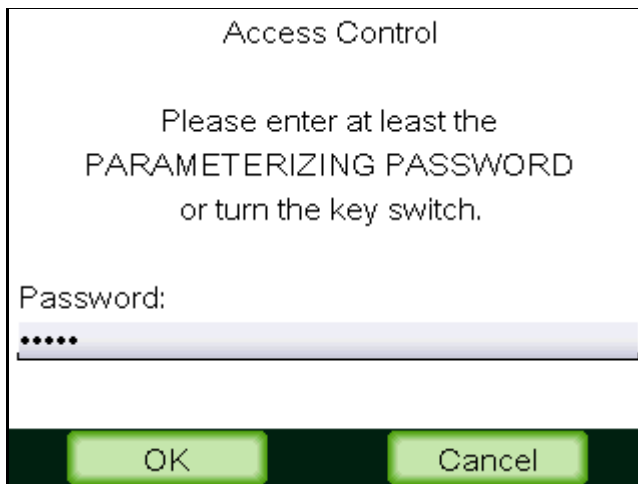 Access Control
Please enter at least the
PARAMETERIZING PASSWORD
or turn the key switch.
Password:
•••••
OK
Cancel